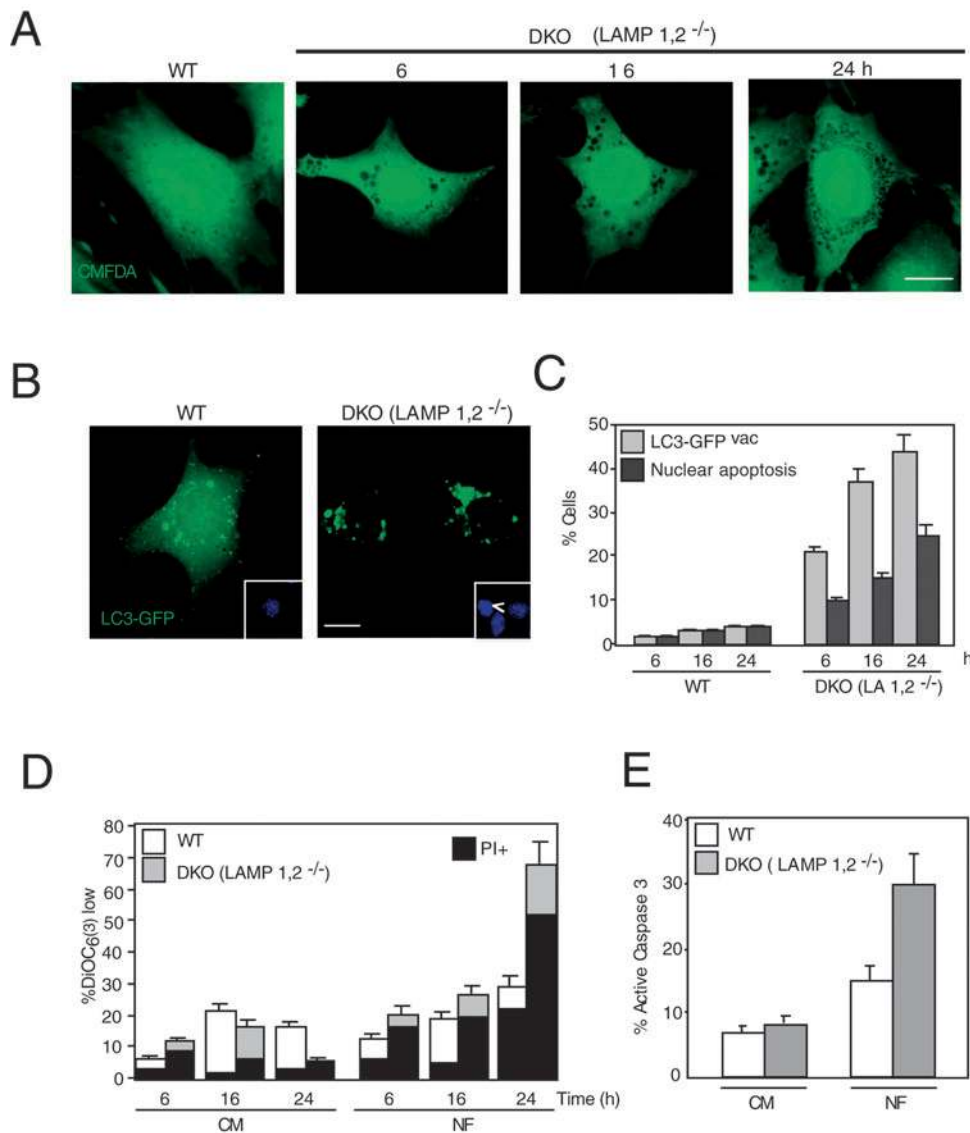 A
DKO (LAMP 1,2 -/-)
WT
6
16
24 h
CMFDA
B
WT
DKO (LAMP 1,2 -/-)
LC3-GFP
<
C
50
40
30
20
10
0
% Cells
LC3-GFP vac
Nuclear apoptosis
6 16 24 6 16 24 h
WT
DKO (LA 1,2 -/-)
D
80
70
60
50
40
30
20
10
0
%DiOC6(3) low
WT
DKO (LAMP 1,2 -/-)
PI+
6 16 24 6 16 24 Time (h)
CM
NF
E
40
30
20
10
0
% Active Caspase 3
WT
DKO ( LAMP 1,2 -/-)
CM
NF